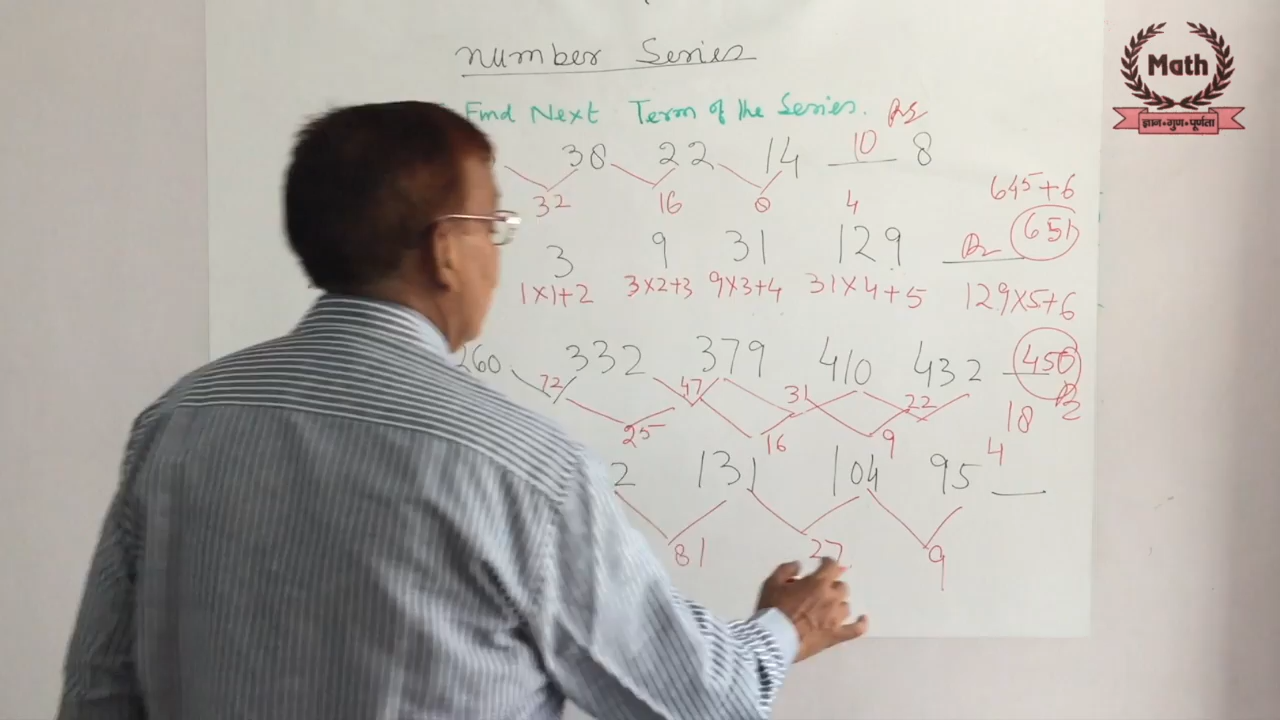 Number Series
Find Next Term of the Series. Ans
38 22 14 10 8
32 16 8 4
645+6
3 9 31 129 Ans 651
1×1+2 3×2+3 9×3+4 31×4+5 129×5+6
260 332 379 410 432 450
72 47 31 22 18
25 16 9 4
2 131 104 95
81 27 9
Math
ज्ञान•गुण•पूर्णता